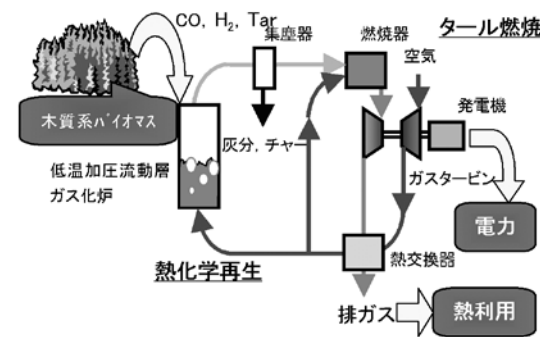 CO, H₂, Tar
集塵器
燃焼器
タール燃焼
空気
木質系バイオマス
発電機
灰分, チャー
低温加圧流動層
ガス化炉
ガスタービン
電力
熱化学再生
熱交換器
排ガス
熱利用